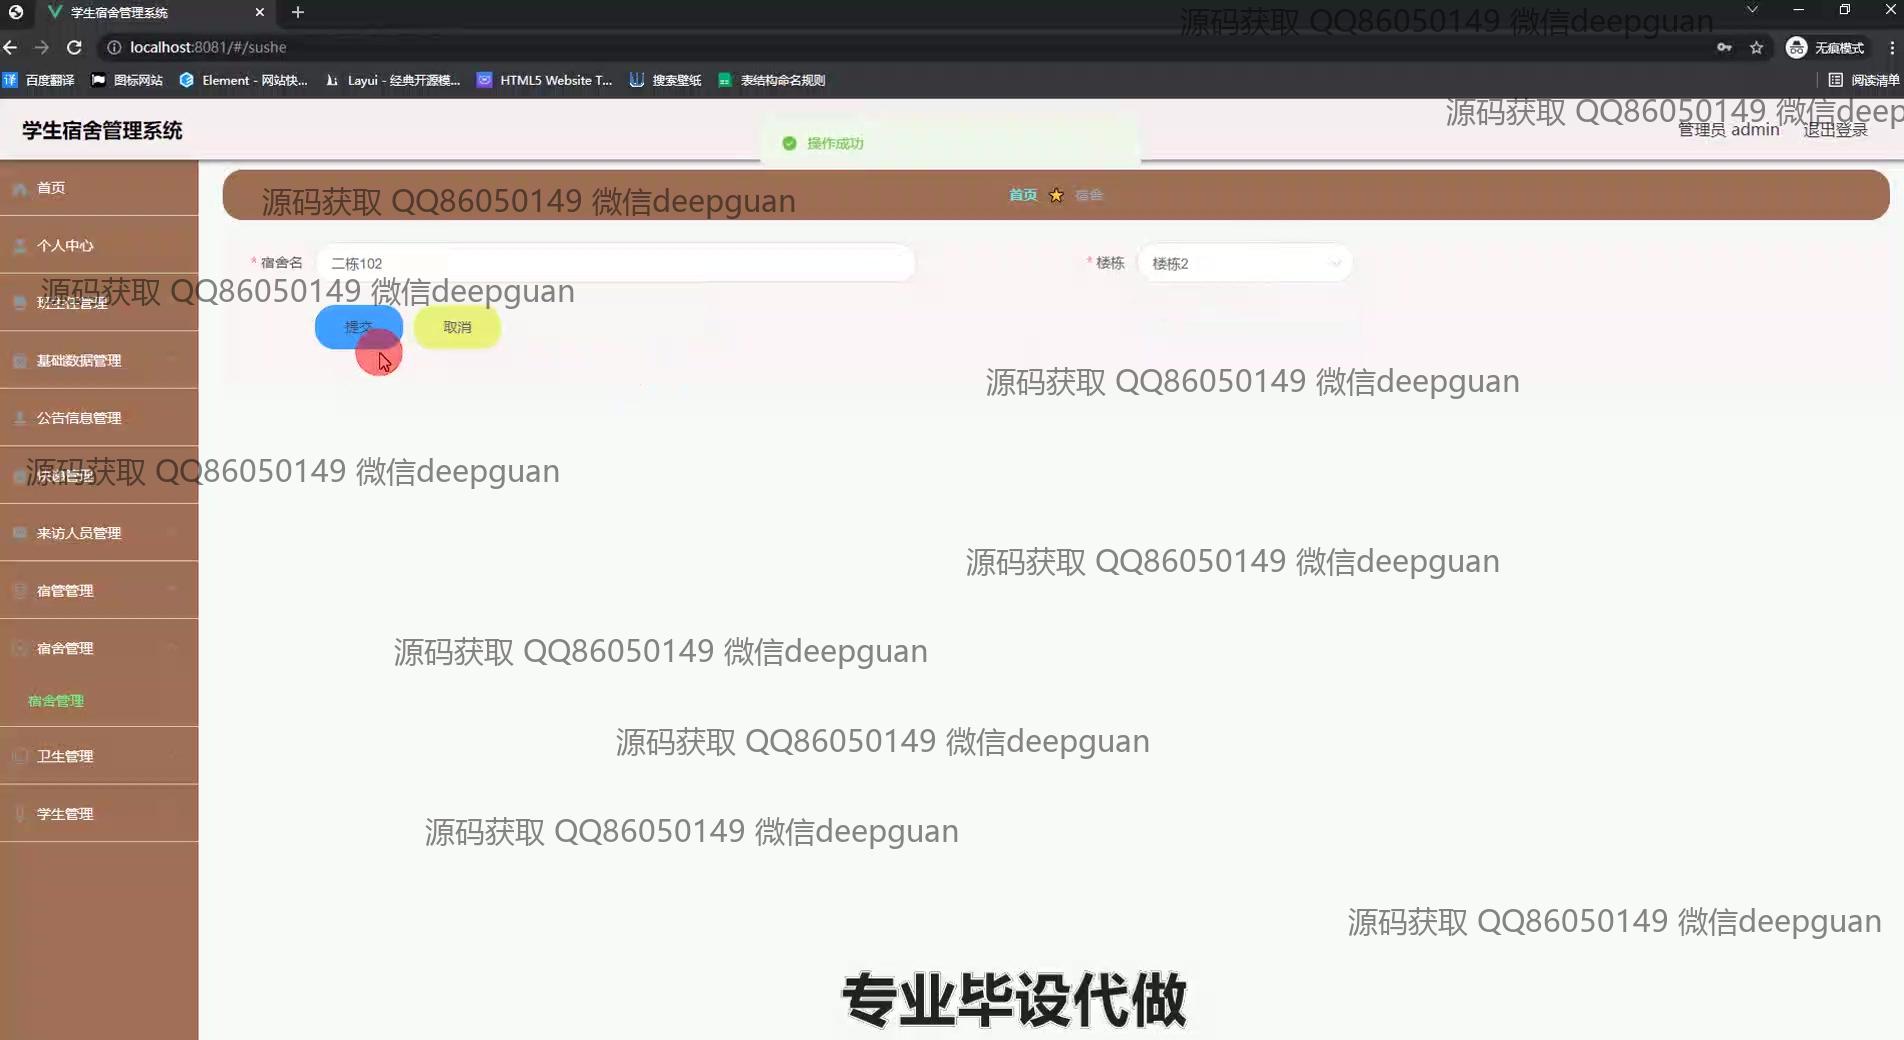 学生宿舍管理系统
localhost:8081/#/sushe
无痕模式
百度翻译
图标网站
Element - 网站快...
Layui - 经典开源模...
HTML5 Website T...
搜索壁纸
表结构命名规则
阅读清单
源码获取 QQ86050149 微信deepguan
源码获取 QQ86050149 微信deep
学生宿舍管理系统
操作成功
管理员 admin
退出登录
首页
源码获取 QQ86050149 微信deepguan
首页 宿舍
个人中心
* 宿舍名 二栋102
* 楼栋 楼栋2
源码获取 QQ86050149 微信deepguan
提交
取消
基础数据管理
源码获取 QQ86050149 微信deepguan
公告信息管理
源码获取 QQ86050149 微信deepguan
来访人员管理
源码获取 QQ86050149 微信deepguan
宿管管理
宿舍管理
源码获取 QQ86050149 微信deepguan
宿舍管理
源码获取 QQ86050149 微信deepguan
卫生管理
学生管理
源码获取 QQ86050149 微信deepguan
源码获取 QQ86050149 微信deepguan
专业毕设代做